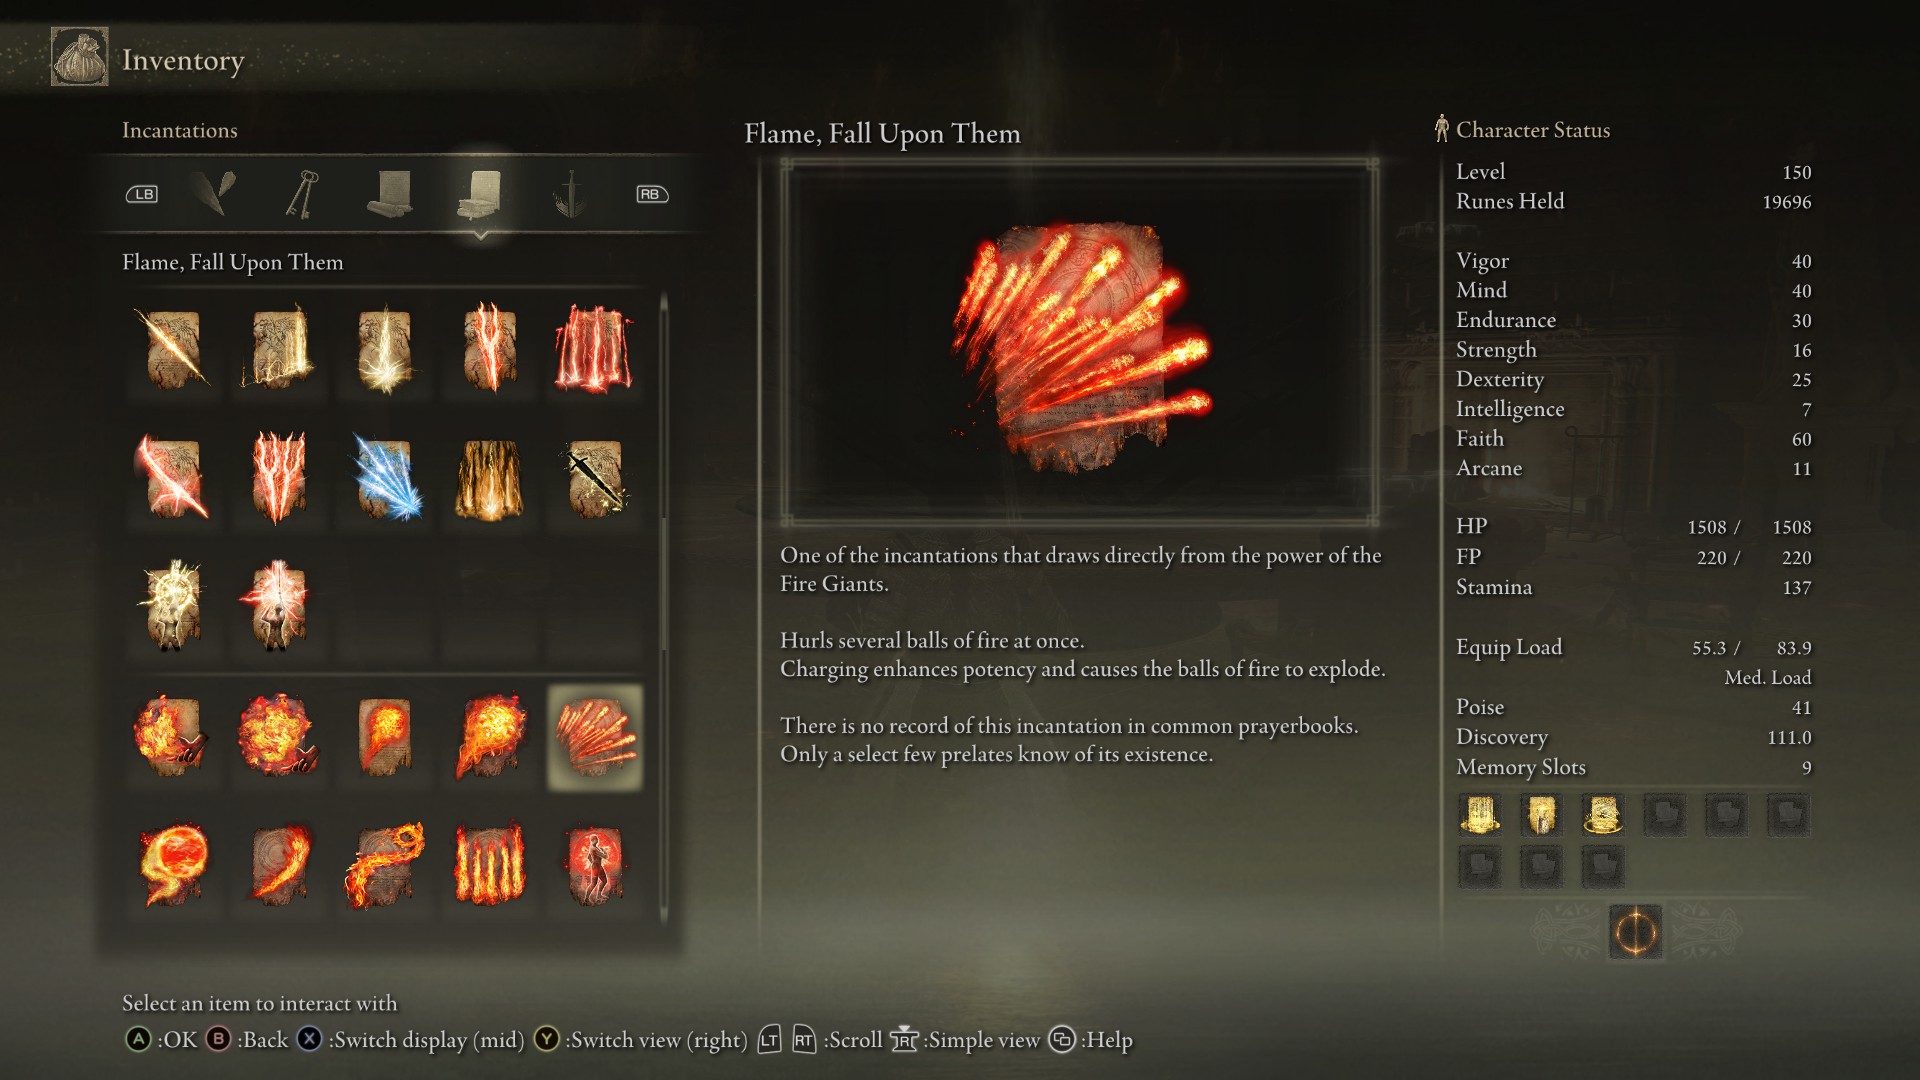 Inventory
Incantations
LB
RB
Flame, Fall Upon Them
Flame, Fall Upon Them
One of the incantations that draws directly from the power of the
Fire Giants.
Hurls several balls of fire at once.
Charging enhances potency and causes the balls of fire to explode.
There is no record of this incantation in common prayerbooks.
Only a select few prelates know of its existence.
Character Status
Level 150
Runes Held 19696
Vigor 40
Mind 40
Endurance 30
Strength 16
Dexterity 25
Intelligence 7
Faith 60
Arcane 11
HP 1508 / 1508
FP 220 / 220
Stamina 137
Equip Load 55.3 / 83.9
Med. Load
Poise 41
Discovery 111.0
Memory Slots 9
Select an item to interact with
A :OK B :Back X :Switch display (mid) Y :Switch view (right) LT RT :Scroll R :Simple view :Help